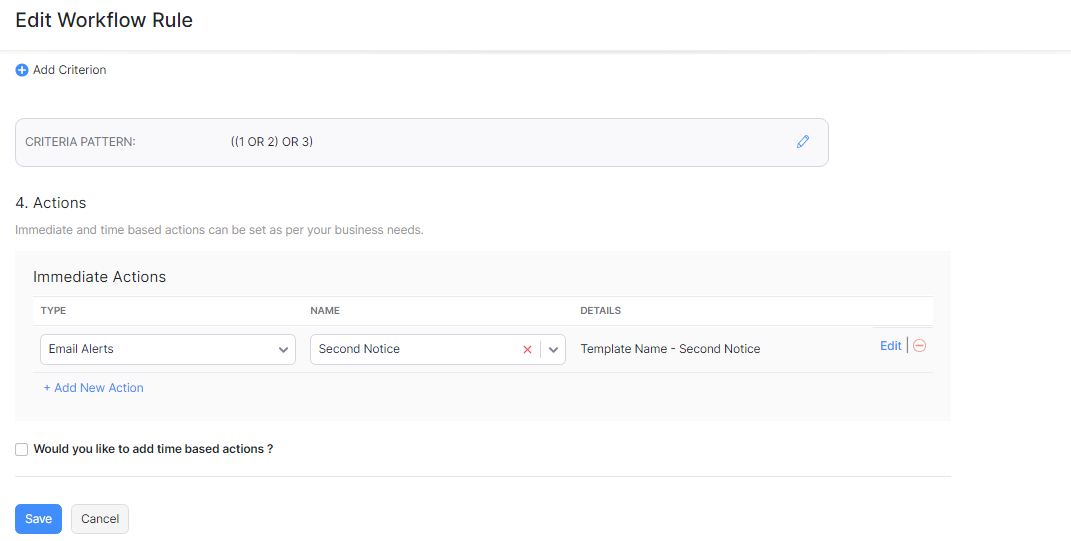 Edit Workflow Rule
Add Criterion
CRITERIA PATTERN: ((1 OR 2) OR 3)
4. Actions
Immediate and time based actions can be set as per your business needs.
Immediate Actions
TYPE NAME DETAILS
Email Alerts Second Notice Template Name - Second Notice Edit
+ Add New Action
Would you like to add time based actions ?
Save Cancel